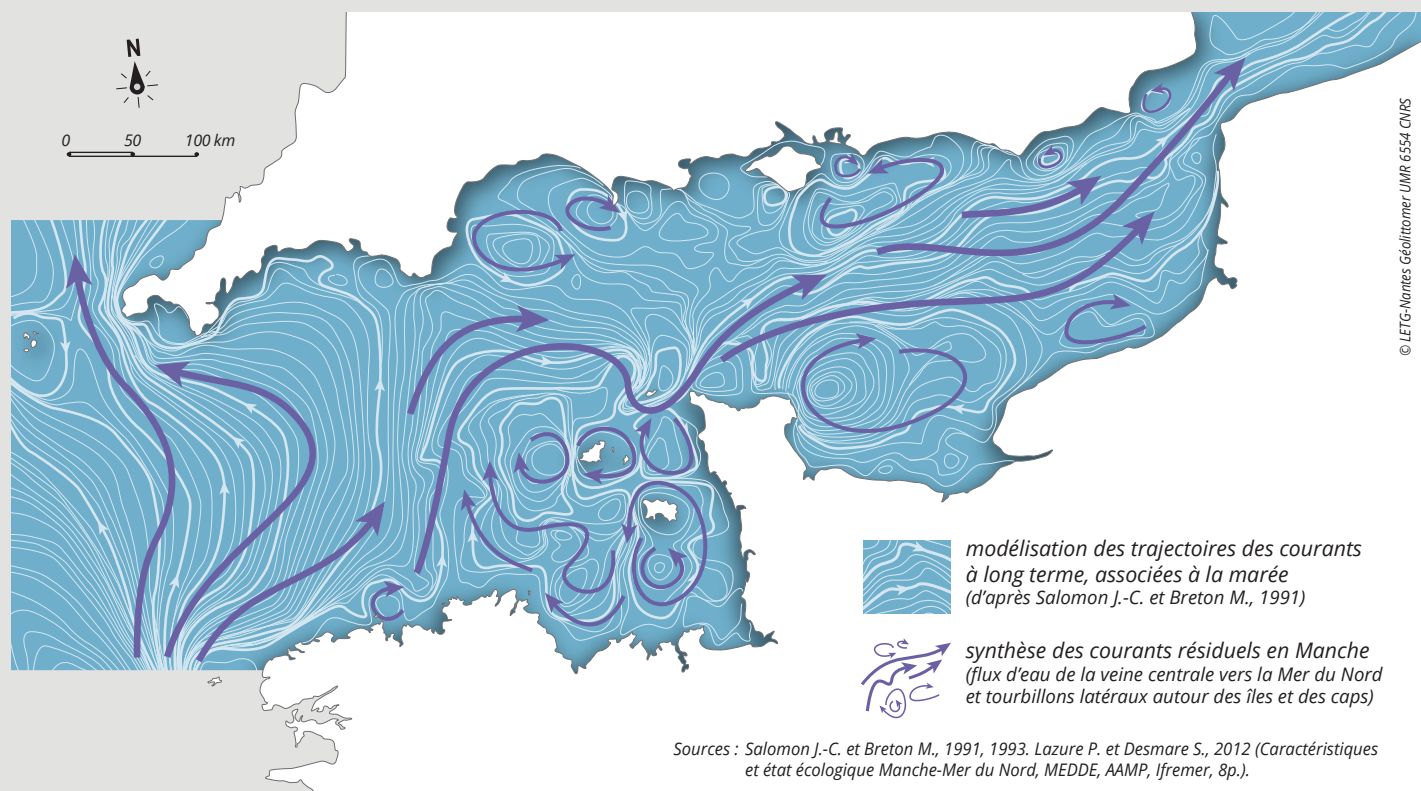 N
0 50 100 km
© LETG-Nantes Géolittomer UMR 6554 CNRS
modélisation des trajectoires des courants
à long terme, associées à la marée
(d'après Salomon J.-C. et Breton M., 1991)
synthèse des courants résiduels en Manche
(flux d'eau de la veine centrale vers la Mer du Nord
et tourbillons latéraux autour des îles et des caps)
Sources : Salomon J.-C. et Breton M., 1991, 1993. Lazure P. et Desmare S., 2012 (Caractéristiques
et état écologique Manche-Mer du Nord, MEDDE, AAMP, Ifremer, 8p.).